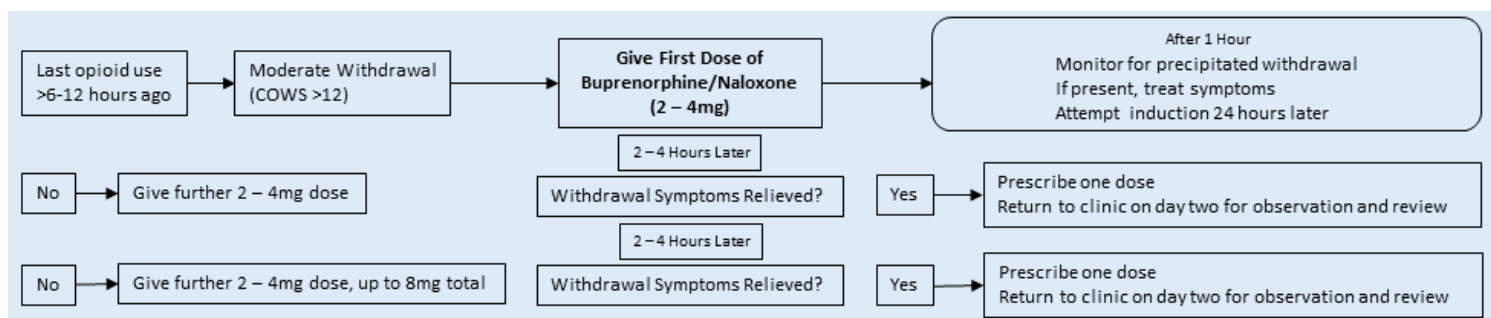 Last opioid use
>6-12 hours ago
Moderate Withdrawal
(COWS >12)
Give First Dose of
Buprenorphine/Naloxone
(2 – 4mg)
After 1 Hour
Monitor for precipitated withdrawal
If present, treat symptoms
Attempt induction 24 hours later
2 – 4 Hours Later
No
Give further 2 – 4mg dose
Withdrawal Symptoms Relieved?
Yes
Prescribe one dose
Return to clinic on day two for observation and review
2 – 4 Hours Later
No
Give further 2 – 4mg dose, up to 8mg total
Withdrawal Symptoms Relieved?
Yes
Prescribe one dose
Return to clinic on day two for observation and review